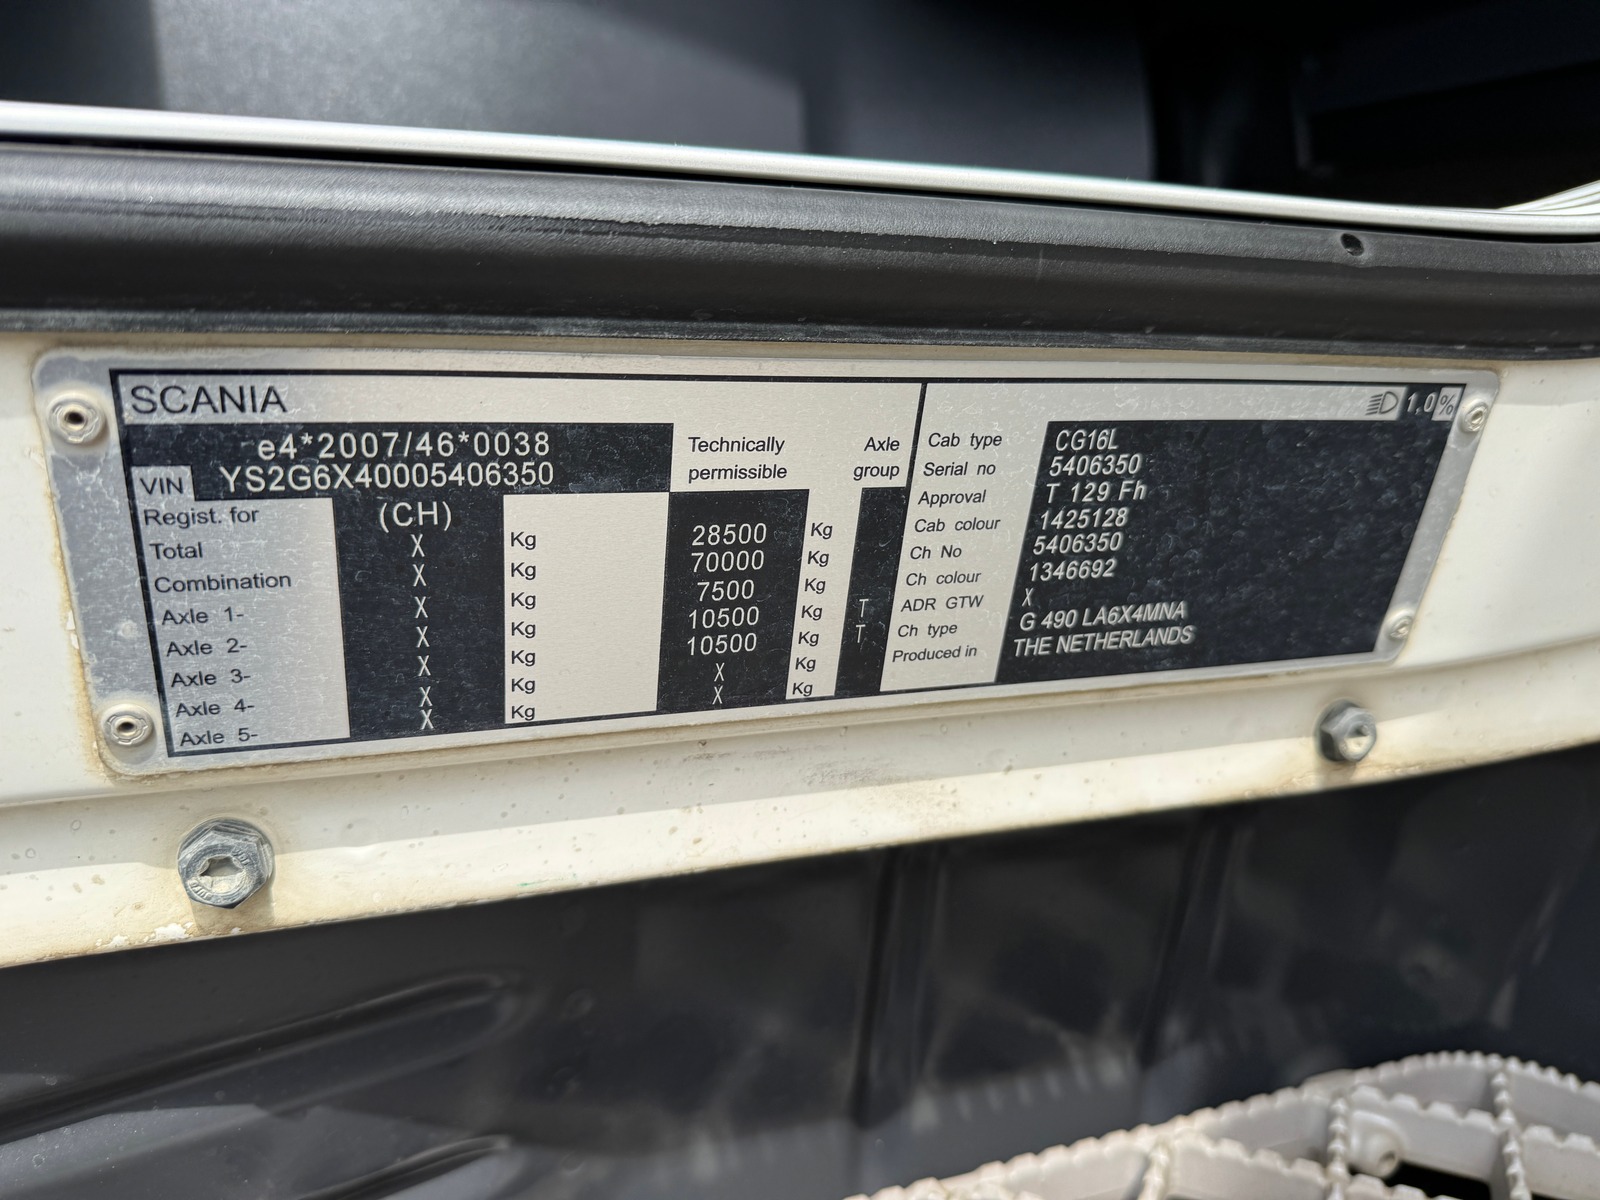 SCANIA
1,0%
e4*2007/46*0038
VIN YS2G6X40005406350
Technically permissible
Axle group
Regist. for (CH)
Total X Kg 28500 Kg
Combination X Kg 70000 Kg
Axle 1- X Kg 7500 Kg
Axle 2- X Kg 10500 Kg T
Axle 3- X Kg 10500 Kg T
Axle 4- X Kg X Kg
Axle 5- X Kg X Kg
Cab type CG16L
Serial no 5406350
Approval T 129 Fh
Cab colour 1425128
Ch No 5406350
Ch colour 1346692
ADR GTW X
Ch type G 490 LA6X4MNA
Produced in THE NETHERLANDS